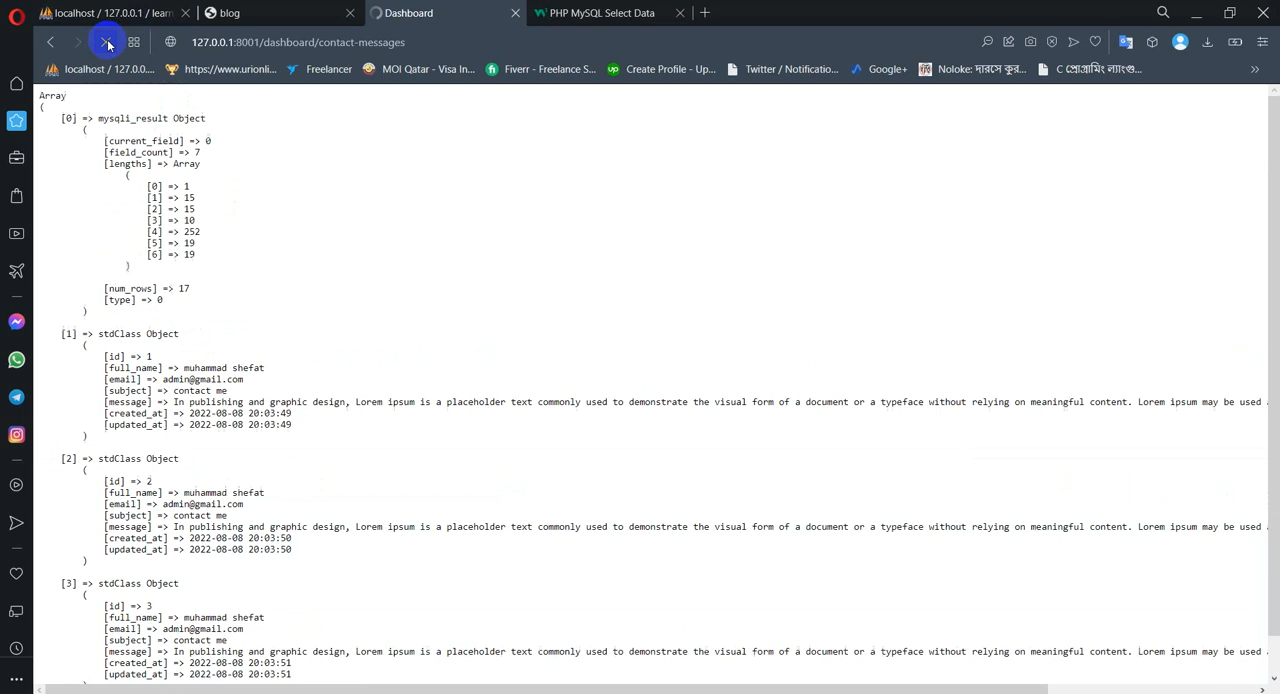 localhost / 127.0.0.1 / learn
blog
Dashboard
PHP MySQL Select Data
127.0.0.1:8001/dashboard/contact-messages
localhost / 127.0.0....
https://www.urionli...
Freelancer
MOI Qatar - Visa In...
Fiverr - Freelance S...
Create Profile - Up...
Twitter / Notificatio...
Google+
Noloke: দারসে কুর...
C প্রোগ্রামিং ল্যাংগু...
Array
(
[0] => mysqli_result Object
(
[current_field] => 0
[field_count] => 7
[lengths] => Array
(
[0] => 1
[1] => 15
[2] => 15
[3] => 10
[4] => 252
[5] => 19
[6] => 19
)
[num_rows] => 17
[type] => 0
)
[1] => stdClass Object
(
[id] => 1
[full_name] => muhammad shefat
[email] => admin@gmail.com
[subject] => contact me
[message] => In publishing and graphic design, Lorem ipsum is a placeholder text commonly used to demonstrate the visual form of a document or a typeface without relying on meaningful content. Lorem ipsum may be used
[created_at] => 2022-08-08 20:03:49
[updated_at] => 2022-08-08 20:03:49
)
[2] => stdClass Object
(
[id] => 2
[full_name] => muhammad shefat
[email] => admin@gmail.com
[subject] => contact me
[message] => In publishing and graphic design, Lorem ipsum is a placeholder text commonly used to demonstrate the visual form of a document or a typeface without relying on meaningful content. Lorem ipsum may be used
[created_at] => 2022-08-08 20:03:50
[updated_at] => 2022-08-08 20:03:50
)
[3] => stdClass Object
(
[id] => 3
[full_name] => muhammad shefat
[email] => admin@gmail.com
[subject] => contact me
[message] => In publishing and graphic design, Lorem ipsum is a placeholder text commonly used to demonstrate the visual form of a document or a typeface without relying on meaningful content. Lorem ipsum may be used
[created_at] => 2022-08-08 20:03:51
[updated_at] => 2022-08-08 20:03:51